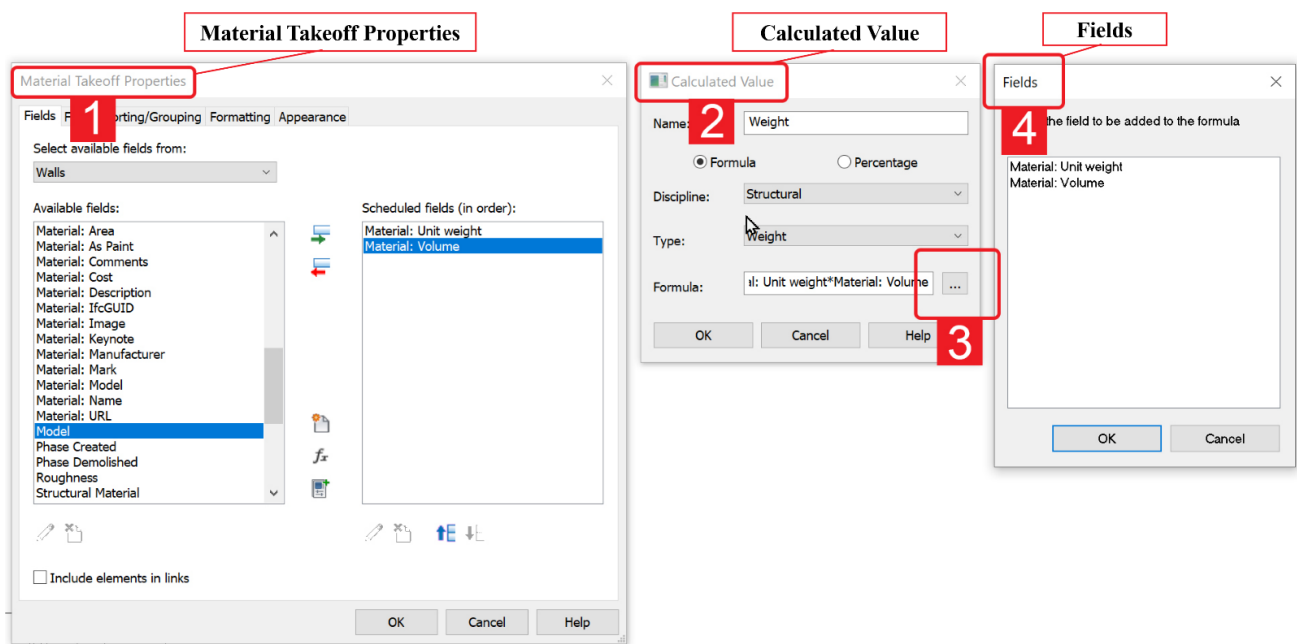 Material Takeoff Properties
Calculated Value
Fields
Material Takeoff Properties
1
Fields Sorting/Grouping Formatting Appearance
Select available fields from:
Walls
Available fields:
Material: Area
Material: As Paint
Material: Comments
Material: Cost
Material: Description
Material: IfcGUID
Material: Image
Material: Keynote
Material: Manufacturer
Material: Mark
Material: Model
Material: Name
Material: URL
Model
Phase Created
Phase Demolished
Roughness
Structural Material
Scheduled fields (in order):
Material: Unit weight
Material: Volume
fx
Include elements in links
OK Cancel Help
Calculated Value
2
Name: Weight
Formula Percentage
Discipline: Structural
Type: Weight
Formula: al: Unit weight*Material: Volume ...
3
OK Cancel Help
Fields
4
the field to be added to the formula
Material: Unit weight
Material: Volume
OK Cancel